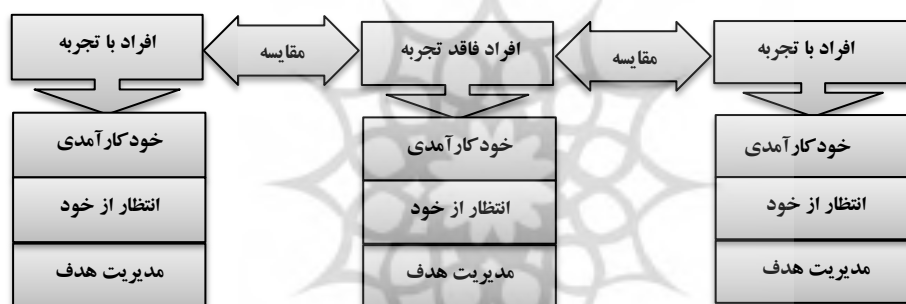 افراد با تجربه
مقایسه
افراد فاقد تجربه
مقایسه
افراد با تجربه
خودکارآمدی
خودکارآمدی
خودکارآمدی
انتظار از خود
انتظار از خود
انتظار از خود
مدیریت هدف
مدیریت هدف
مدیریت هدف